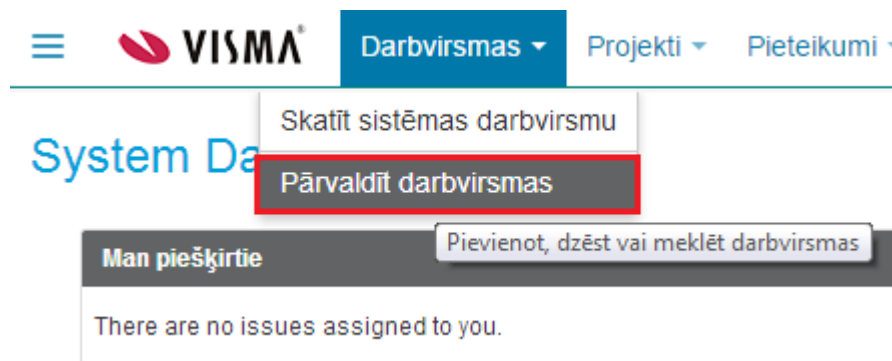 VISMA Darbvirsmas Projekti Pieteikumi
Skatīt sistēmas darbvirsmu
System Da
Pārvaldīt darbvirsmas
Pievienot, dzēst vai meklēt darbvirsmas
Man piešķirtie
There are no issues assigned to you.